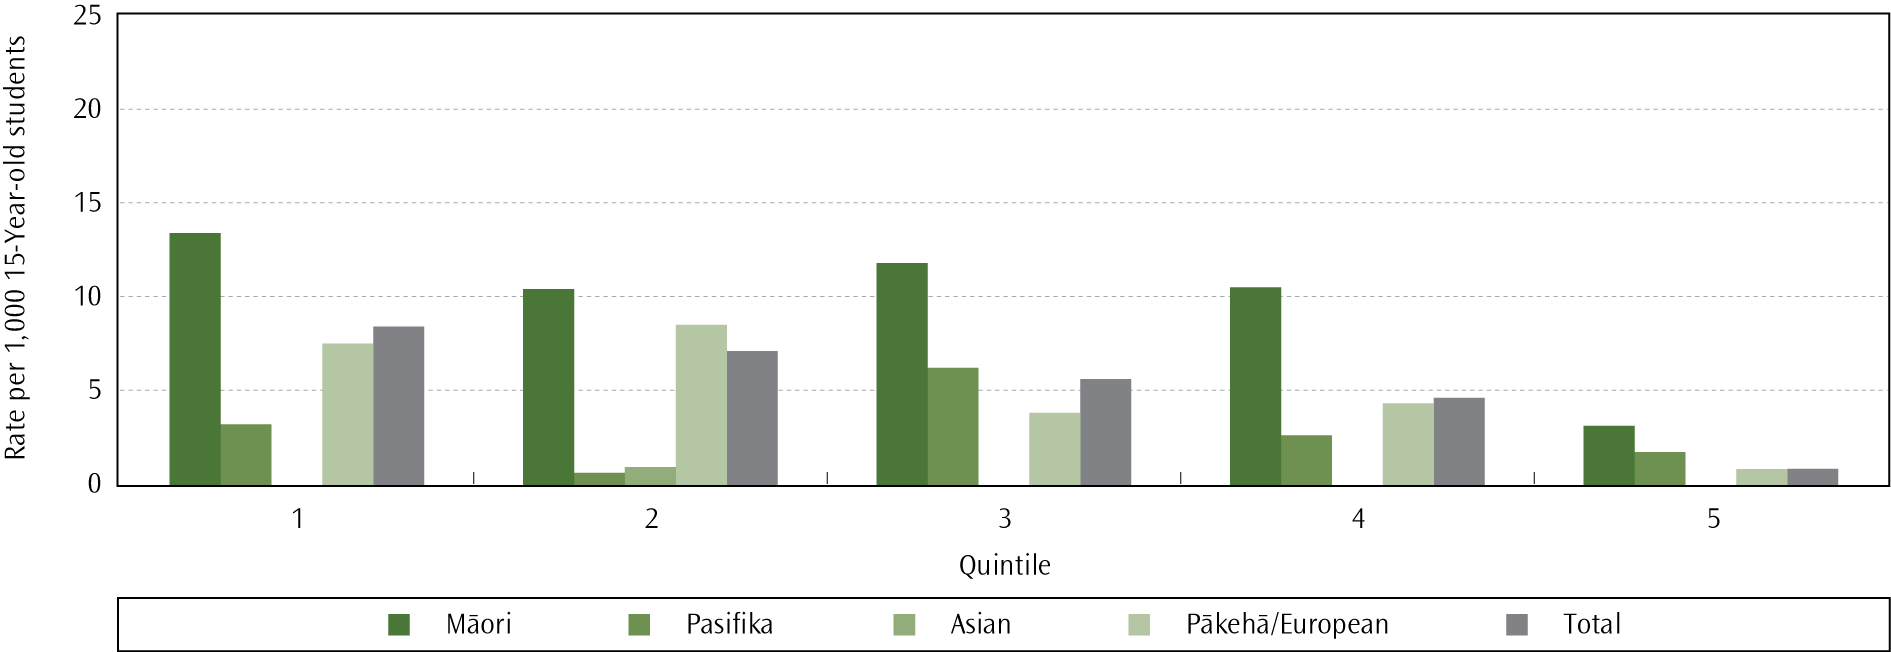 Rate per 1,000 15-Year-old students
25
20
15
10
5
0
1 2 3 4 5
Quintile
Māori Pasifika Asian Pākehā/European Total